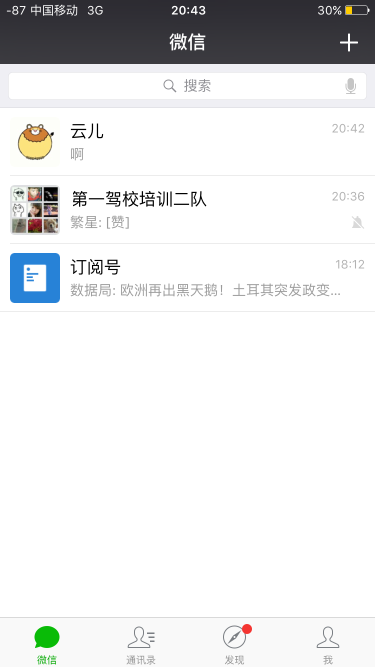 -87 中国移动 3G 20:43 30%
微信
搜索
云儿 20:42
啊
第一驾校培训二队 20:36
繁星: [赞]
订阅号 18:12
数据局: 欧洲再出黑天鹅！土耳其突发政变...
微信 通讯录 发现 我